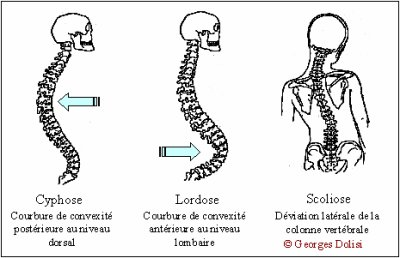 Cyphose
Courbure de convexité
postérieure au niveau
dorsal
Lordose
Courbure de convexité
antérieure au niveau
lombaire
Scoliose
Déviation latérale de la
colonne vertébrale
© Georges Dolisi